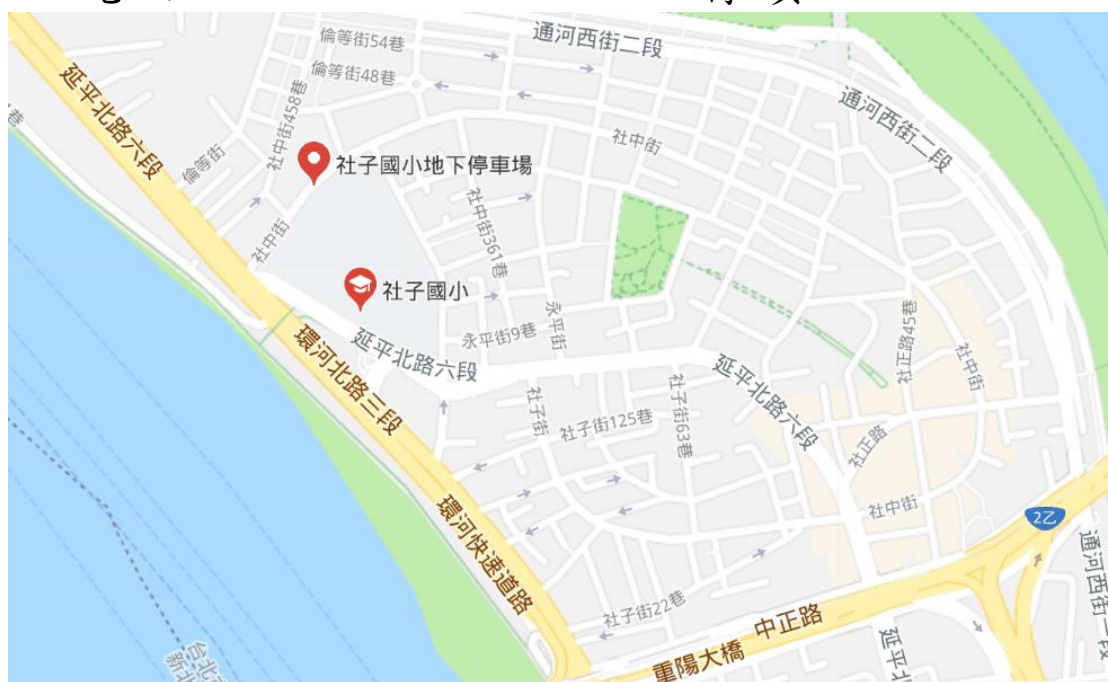 通河西街二段
倫等街54巷
倫等街48巷
延平北路六段
社中街458巷
倫等街
通河西街二段
社中街
社子國小地下停車場
社中街
社中街361巷
社子國小
永平街
永平街9巷
延平北路六段
環河北路三段
社正路45巷
社中街
延平北路六段
社子街
社子街125巷
社子街63巷
社正路
社中街
2乙
環河快速道路
社子街22巷
中正路
重陽大橋
延平北
通河西街一段
台北市
新北
巷